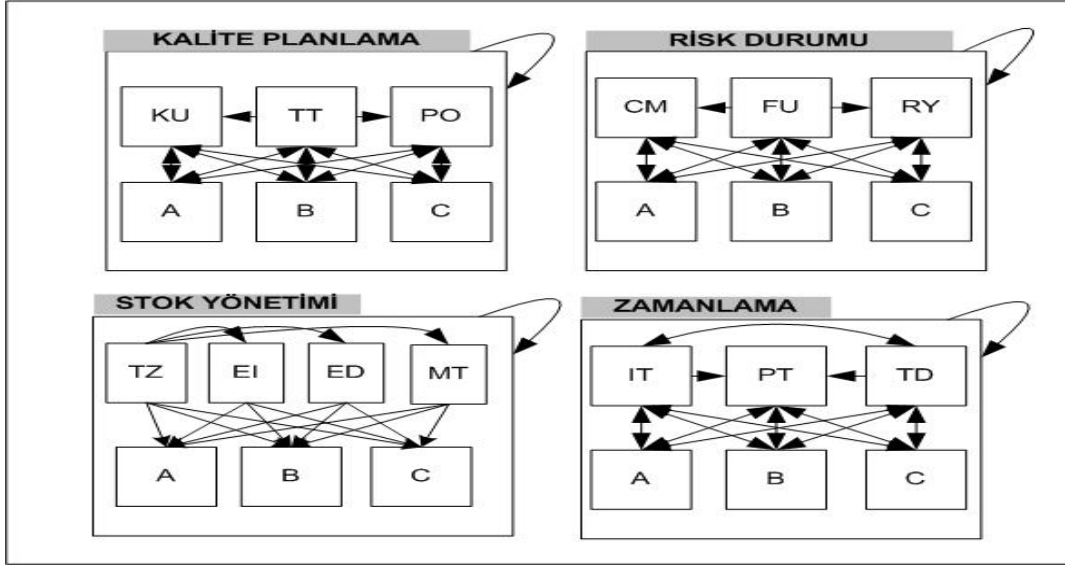 KALİTE PLANLAMA
KU TT PO
A B C
RİSK DURUMU
CM FU RY
A B C
STOK YÖNETİMİ
TZ EI ED MT
A B C
ZAMANLAMA
IT PT TD
A B C